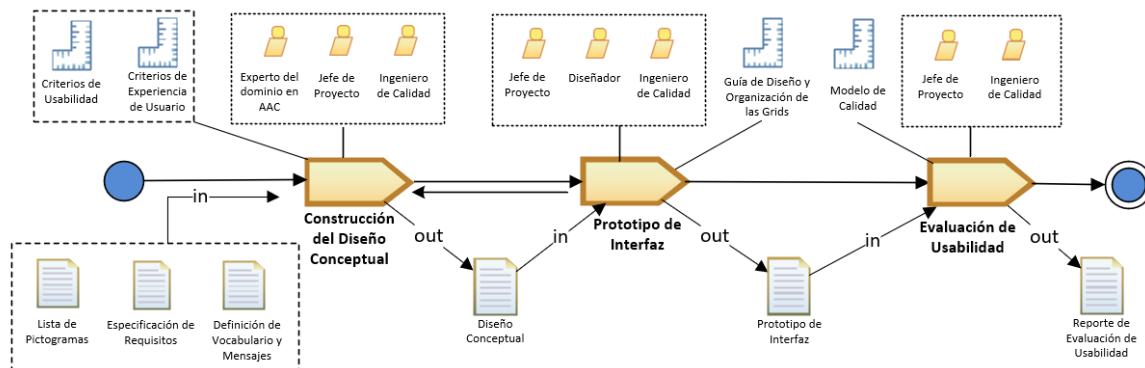 Criterios de
Usabilidad
Criterios de
Experiencia
de Usuario
Experto del
dominio en
AAC
Jefe de
Proyecto
Ingeniero
de Calidad
Jefe de
Proyecto
Diseñador
Ingeniero
de Calidad
Guía de Diseño y
Organización de
las Grids
Modelo de
Calidad
Jefe de
Proyecto
Ingeniero
de Calidad
in
Construcción
del Diseño
Conceptual
out
in
Prototipo de
Interfaz
out
in
Evaluación de
Usabilidad
out
Lista de
Pictogramas
Especificación de
Requisitos
Definición de
Vocabulario y
Mensajes
Diseño
Conceptual
Prototipo de
Interfaz
Reporte de
Evaluación de
Usabilidad